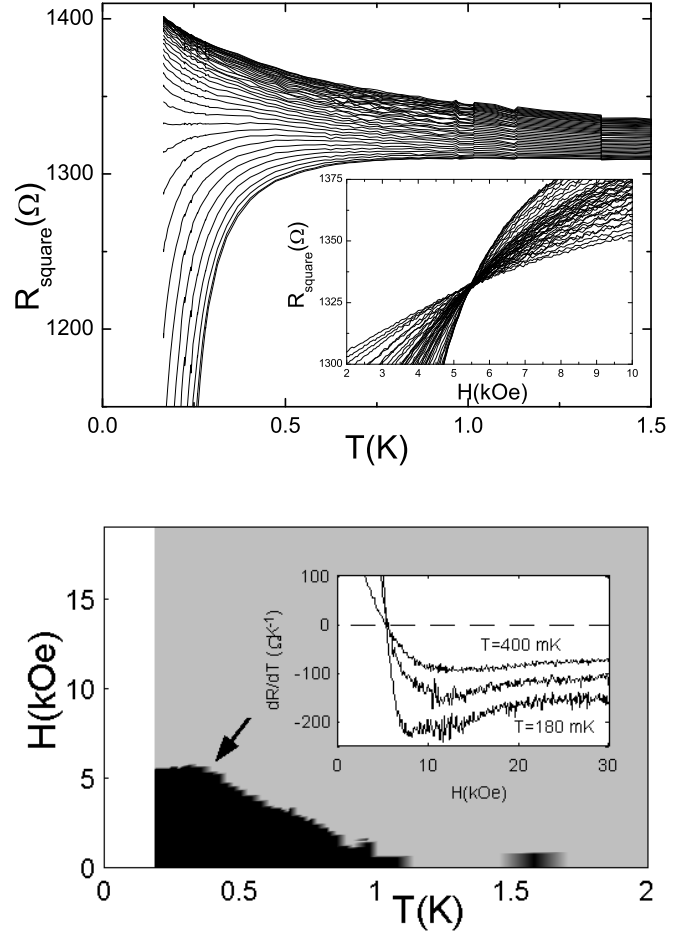 1400
1300
1200
R_square(Ω)
0.0 0.5 1.0 1.5
T(K)
1375
1350
1325
1300
R_square(Ω)
2 3 4 5 6 7 8 9 10
H(kOe)
15
10
5
0
H(kOe)
0 0.5 1 1.5 2
T(K)
100
0
-100
-200
dR/dT (ΩK-1)
T=400 mK
T=180 mK
0 10 20 30
H(kOe)